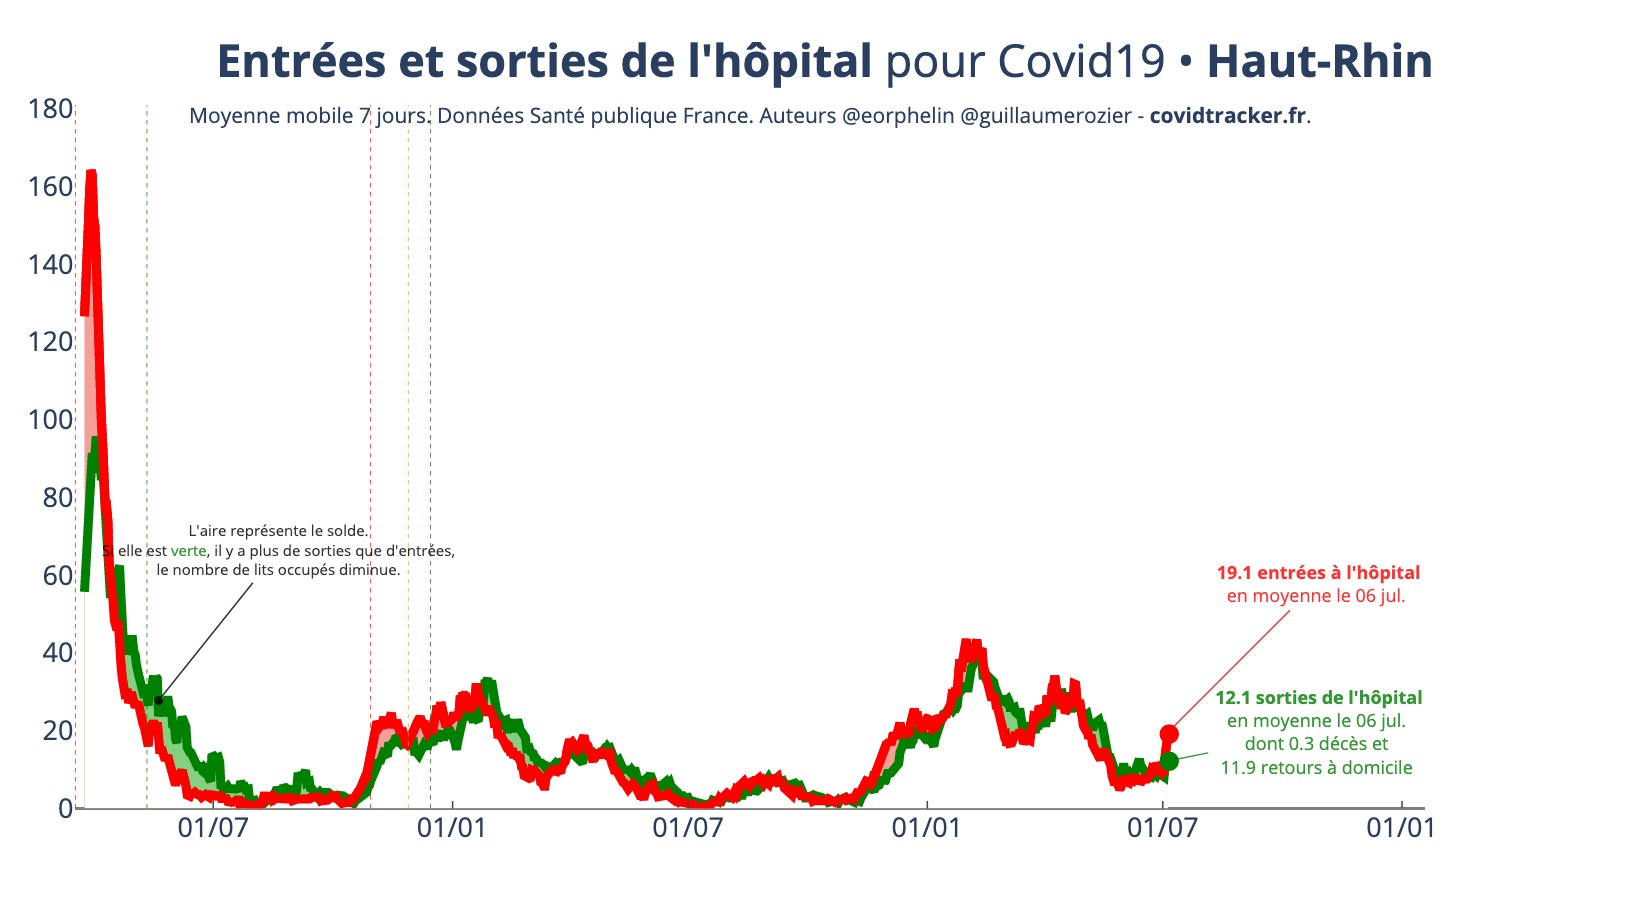 Entrées et sorties de l'hôpital pour Covid19 • Haut-Rhin
Moyenne mobile 7 jours. Données Santé publique France. Auteurs @eorphelin @guillaumerozier - covidtracker.fr.
180
160
140
120
100
80
60
40
20
0
L'aire représente le solde.
Si elle est verte, il y a plus de sorties que d'entrées,
le nombre de lits occupés diminue.
19.1 entrées à l'hôpital
en moyenne le 06 jul.
12.1 sorties de l'hôpital
en moyenne le 06 jul.
dont 0.3 décès et
11.9 retours à domicile
01/07
01/01
01/07
01/01
01/07
01/01